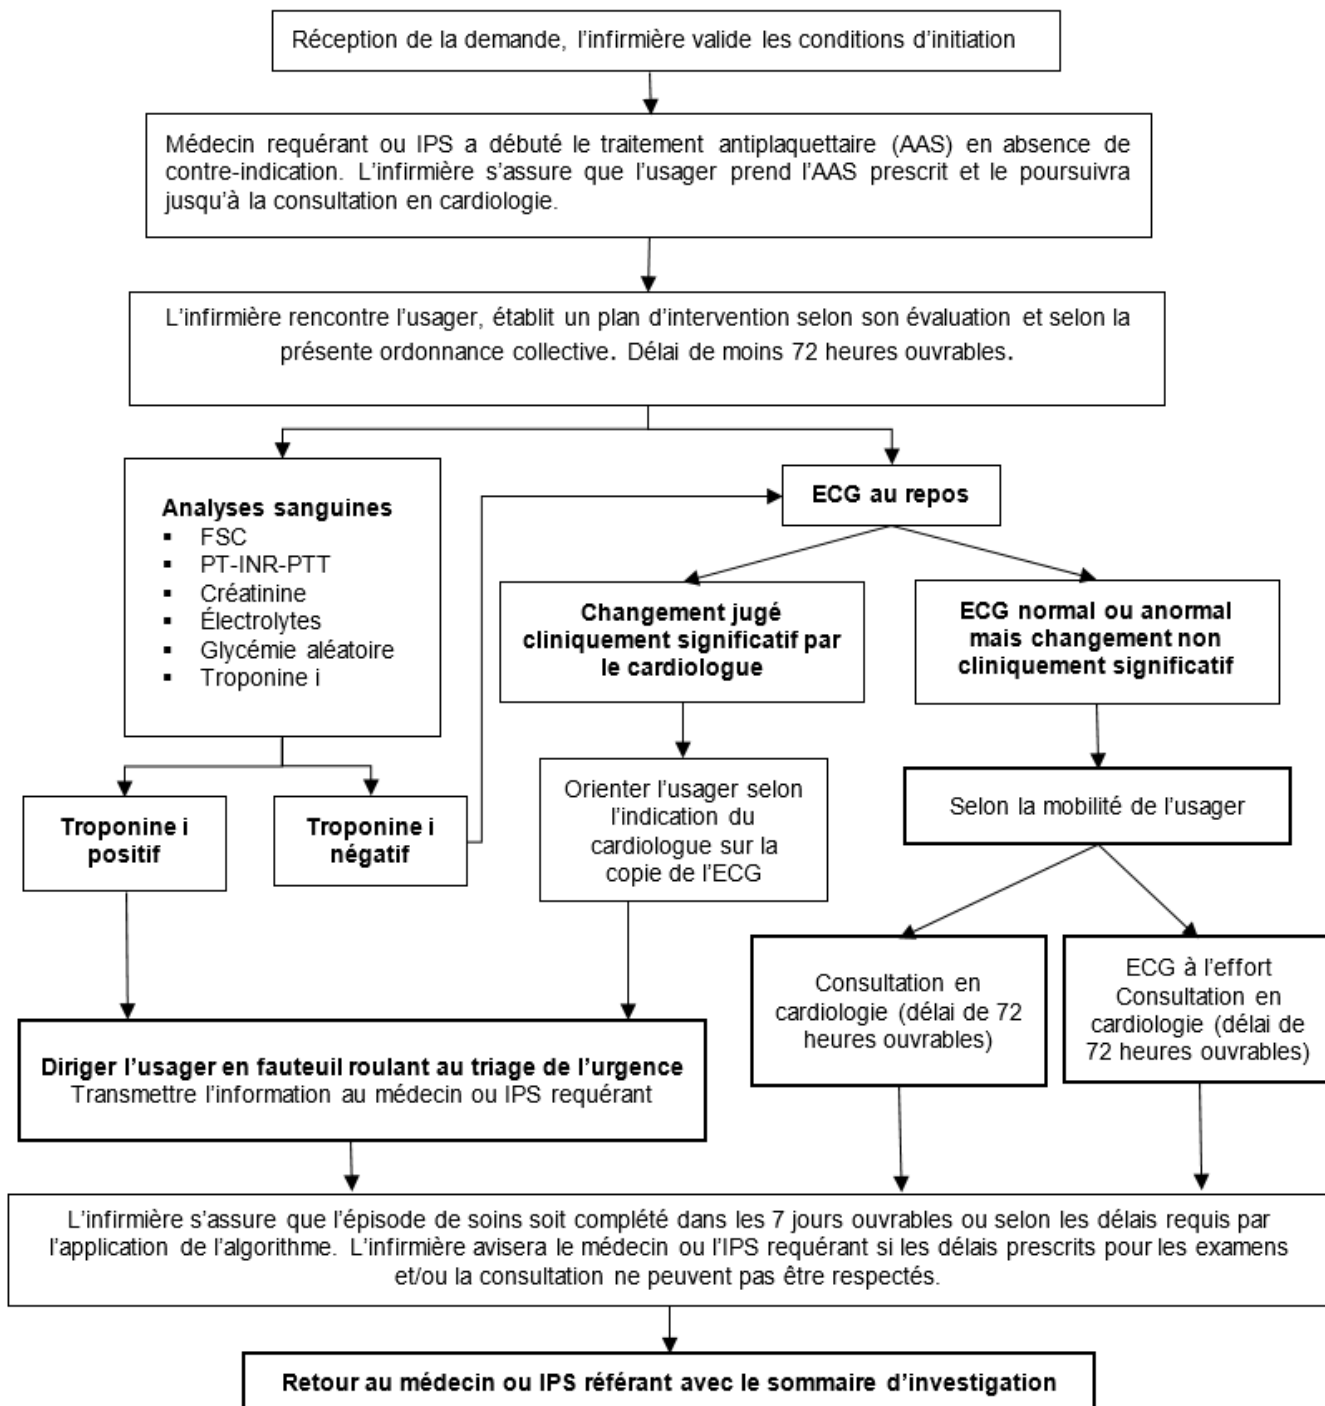 Réception de la demande, l'infirmière valide les conditions d'initiation
Médecin requérant ou IPS a débuté le traitement antiplaquettaire (AAS) en absence de
contre-indication. L'infirmière s'assure que l'usager prend l'AAS prescrit et le poursuivra
jusqu'à la consultation en cardiologie.
L'infirmière rencontre l'usager, établit un plan d'intervention selon son évaluation et selon la
présente ordonnance collective. Délai de moins 72 heures ouvrables.
Analyses sanguines
▪ FSC
▪ PT-INR-PTT
▪ Créatinine
▪ Électrolytes
▪ Glycémie aléatoire
▪ Troponine i
ECG au repos
Changement jugé
cliniquement significatif par
le cardiologue
ECG normal ou anormal
mais changement non
cliniquement significatif
Troponine i
positif
Troponine i
négatif
Orienter l'usager selon
l'indication du
cardiologue sur la
copie de l'ECG
Selon la mobilité de l'usager
Consultation en
cardiologie (délai de 72
heures ouvrables)
ECG à l'effort
Consultation en
cardiologie (délai de
72 heures ouvrables)
Diriger l'usager en fauteuil roulant au triage de l'urgence
Transmettre l'information au médecin ou IPS requérant
L'infirmière s'assure que l'épisode de soins soit complété dans les 7 jours ouvrables ou selon les délais requis par
l'application de l'algorithme. L'infirmière avisera le médecin ou l'IPS requérant si les délais prescrits pour les examens
et/ou la consultation ne peuvent pas être respectés.
Retour au médecin ou IPS référant avec le sommaire d'investigation